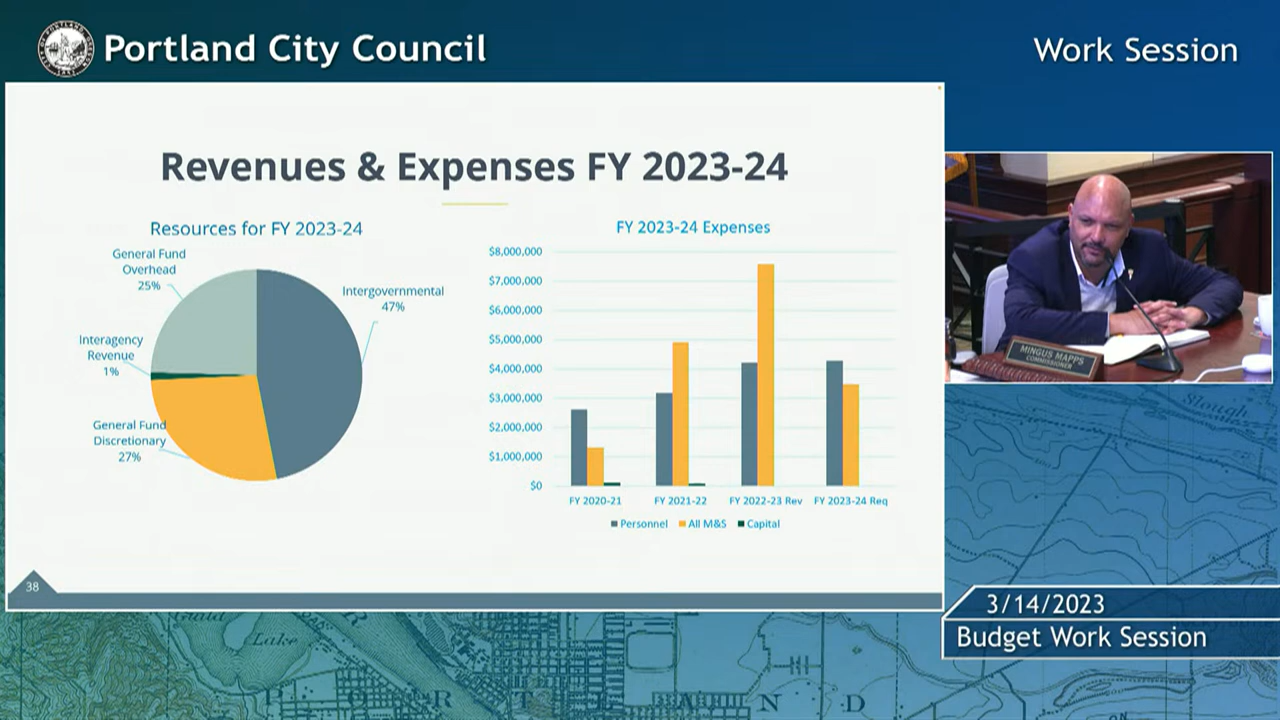 Portland City Council
Work Session
Revenues & Expenses FY 2023-24
Resources for FY 2023-24
General Fund
Overhead
25%
Intergovernmental
47%
Interagency
Revenue
1%
General Fund
Discretionary
27%
FY 2023-24 Expenses
$8,000,000
$7,000,000
$6,000,000
$5,000,000
$4,000,000
$3,000,000
$2,000,000
$1,000,000
$0
FY 2020-21
FY 2021-22
FY 2022-23 Rev
FY 2023-24 Req
Personnel
All M&S
Capital
38
MINGUS MAPPS
COMMISSIONER
Slough
3/14/2023
Budget Work Session
Guild
Lake
P O R T L A N D